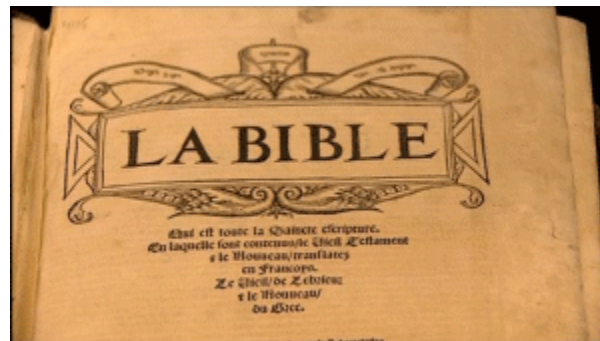 LA BIBLE
Qui est toute la Saincte escripture.
En laquelle sont contenus/le Vieil Testament
& le Nouveau/translatez
en Francoys.
Le Vieil/de Lebrieu:
& le Nouveau/
du Grec.